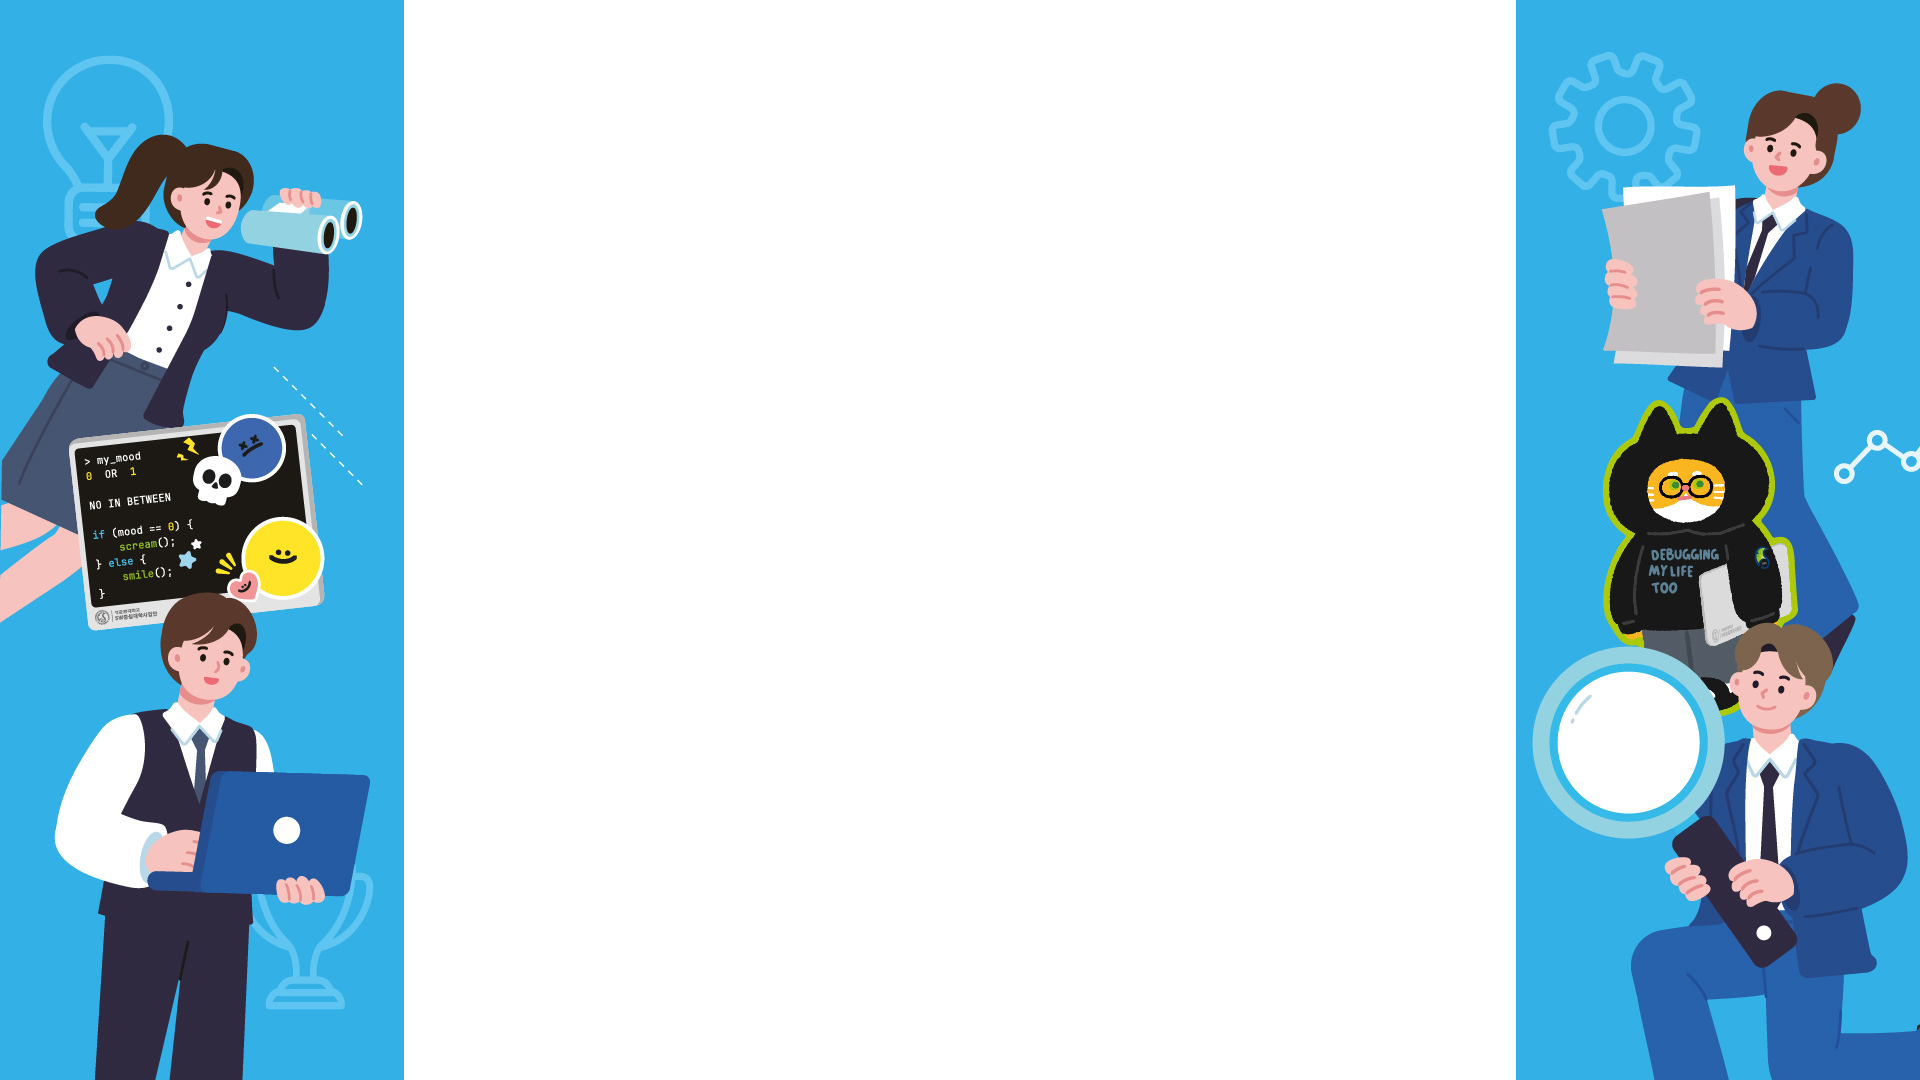 > my_mood
0 OR 1
NO IN BETWEEN
if (mood == 0) {
scream();
} else {
smile();
}
DEBUGGING
MY LIFE
TOO